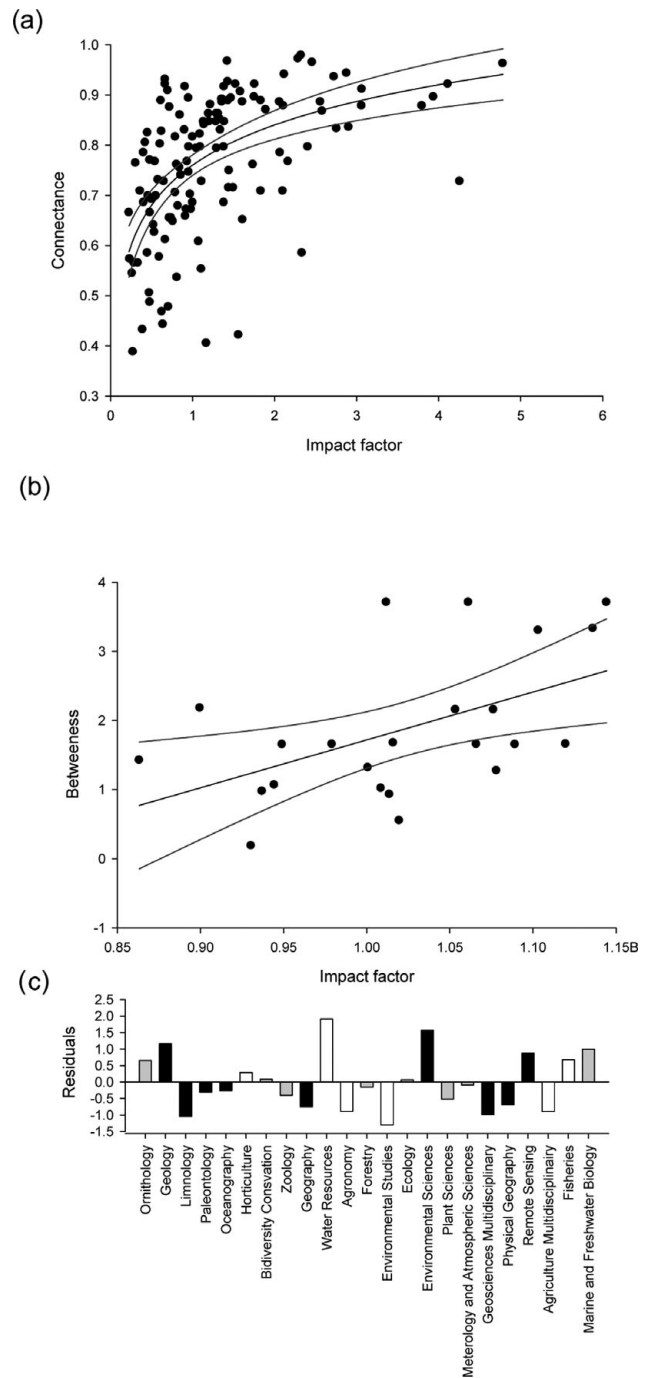 (a)
1.0
0.9
0.8
0.7
0.6
0.5
0.4
0.3
Connectance
0 1 2 3 4 5 6
Impact factor
(b)
4
3
2
1
0
-1
Betweeness
0.85 0.90 0.95 1.00 1.05 1.10 1.15B
Impact factor
(c)
2.5
2.0
1.5
1.0
0.5
0.0
-0.5
-1.0
-1.5
Residuals
Ornithology
Geology
Limnology
Paleontology
Oceanography
Horticulture
Bidiversity Consvation
Zoology
Geography
Water Resources
Agronomy
Forestry
Environmental Studies
Ecology
Environmental Sciences
Plant Sciences
Meterology and Atmospheric Sciences
Geosciences Multidisciplinary
Physical Geography
Remote Sensing
Agriculture Multidisciplinairy
Fisheries
Marine and Freshwater Biology